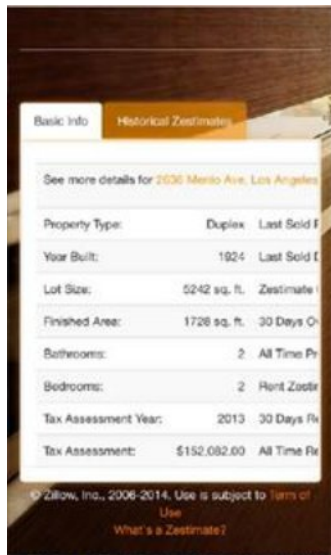 Basic Info Historical Zestimates
See more details for 2636 Menlo Ave, Los Angeles
Property Type: Duplex Last Sold
Year Built: 1924 Last Sold
Lot Size: 5242 sq. ft. Zestimate
Finished Area: 1728 sq. ft. 30 Days
Bathrooms: 2 All Time
Bedrooms: 2 Rent
Tax Assessment Year: 2013 30 Days
Tax Assessment: $152,082.00 All Time
© Zillow, Inc., 2006-2014. Use is subject to Term of
Use
What's a Zestimate?